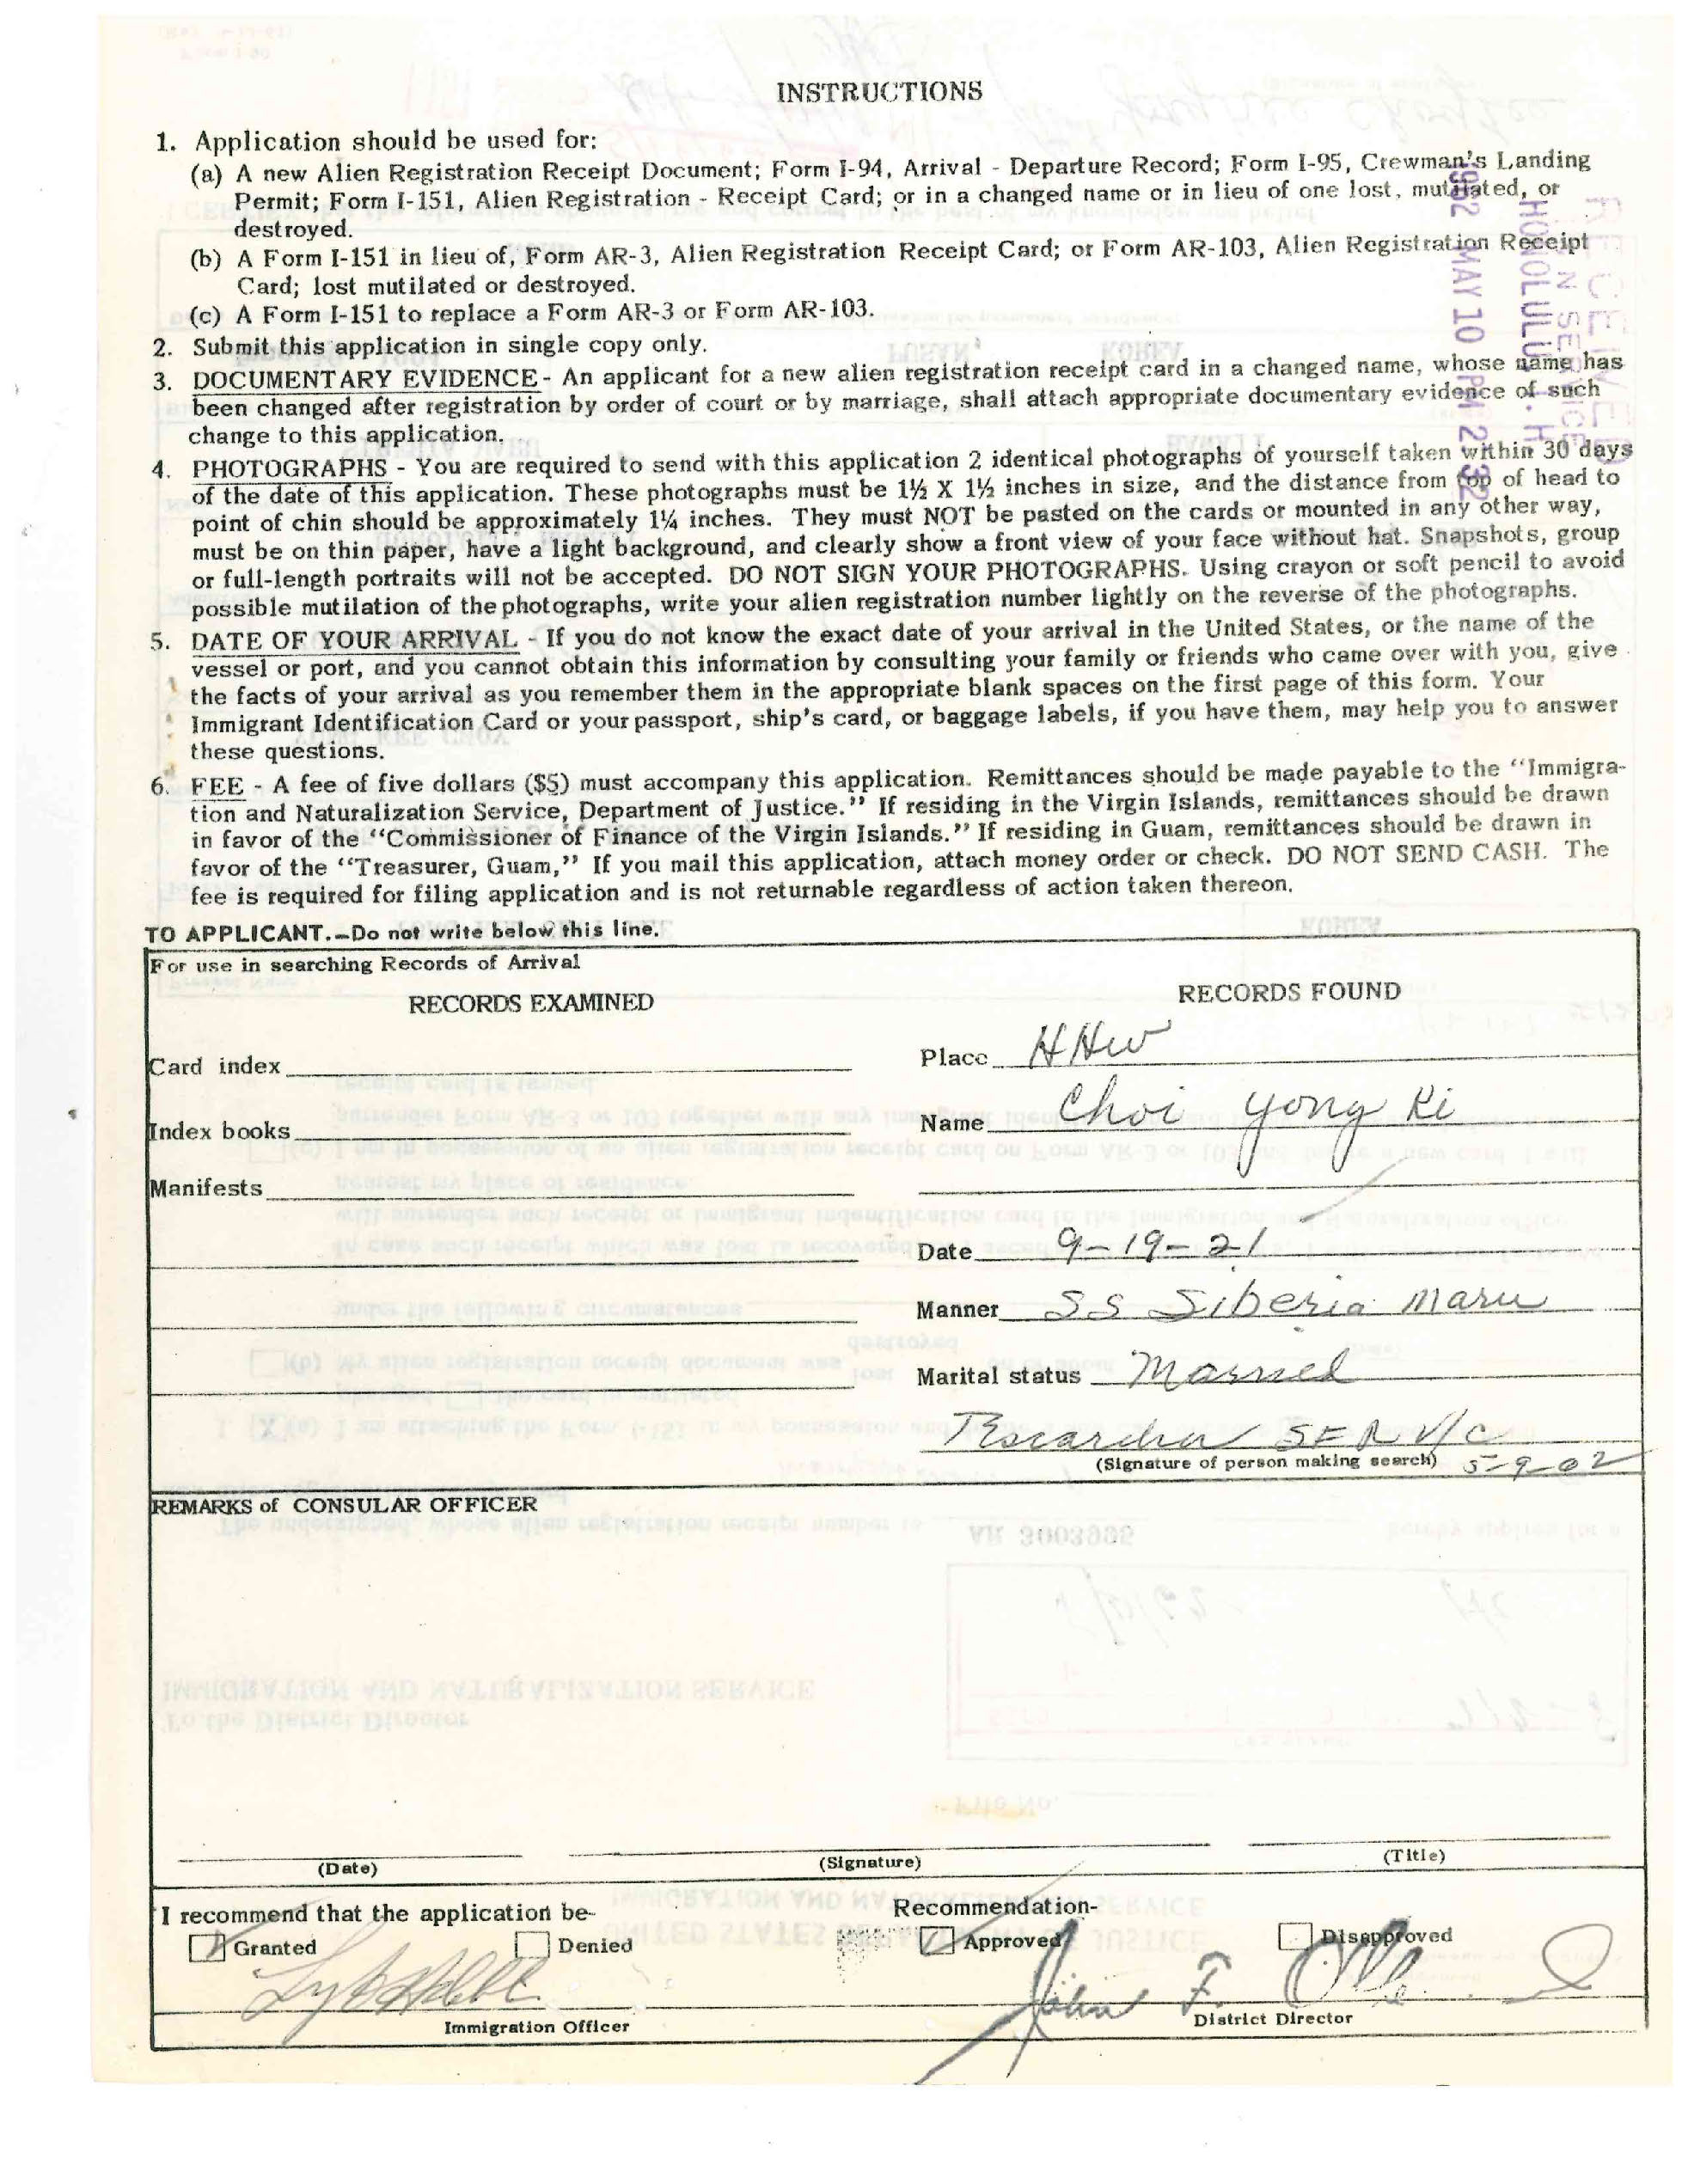 INSTRUCTIONS
1. Application should be used for:
(a) A new Alien Registration Receipt Document; Form I-94, Arrival - Departure Record; Form I-95, Crewman's Landing
Permit; Form I-151, Alien Registration - Receipt Card; or in a changed name or in lieu of one lost, mutilated, or
destroyed.
(b) A Form I-151 in lieu of, Form AR-3, Alien Registration Receipt Card; or Form AR-103, Alien Registration Receipt
Card; lost mutilated or destroyed.
(c) A Form I-151 to replace a Form AR-3 or Form AR-103.
2. Submit this application in single copy only.
3. DOCUMENTARY EVIDENCE - An applicant for a new alien registration receipt card in a changed name, whose name has
been changed after registration by order of court or by marriage, shall attach appropriate documentary evidence of such
change to this application.
4. PHOTOGRAPHS - You are required to send with this application 2 identical photographs of yourself taken within 30 days
of the date of this application. These photographs must be 1½ X 1½ inches in size, and the distance from top of head to
point of chin should be approximately 1¼ inches. They must NOT be pasted on the cards or mounted in any other way,
must be on thin paper, have a light background, and clearly show a front view of your face without hat. Snapshots, group
or full-length portraits will not be accepted. DO NOT SIGN YOUR PHOTOGRAPHS. Using crayon or soft pencil to avoid
possible mutilation of the photographs, write your alien registration number lightly on the reverse of the photographs.
5. DATE OF YOUR ARRIVAL - If you do not know the exact date of your arrival in the United States, or the name of the
vessel or port, and you cannot obtain this information by consulting your family or friends who came over with you, give
the facts of your arrival as you remember them in the appropriate blank spaces on the first page of this form. Your
Immigrant Identification Card or your passport, ship's card, or baggage labels, if you have them, may help you to answer
these questions.
6. FEE - A fee of five dollars ($5) must accompany this application. Remittances should be made payable to the "Immigra-
tion and Naturalization Service, Department of Justice." If residing in the Virgin Islands, remittances should be drawn
in favor of the "Commissioner of Finance of the Virgin Islands." If residing in Guam, remittances should be drawn in
favor of the "Treasurer, Guam," If you mail this application, attach money order or check. DO NOT SEND CASH. The
fee is required for filing application and is not returnable regardless of action taken thereon.
RECEIVED
HONOLULU, T. H.
1962 MAY 10 PM 2 32
TO APPLICANT.—Do not write below this line.
For use in searching Records of Arrival
RECORDS EXAMINED
RECORDS FOUND
Card index
Place HHW
Index books
Name Choi Yong Ki
Manifests
Date 9-19-21
Manner SS Siberia Maru
Marital status Married
(Signature of person making search) 5-9-62
REMARKS of CONSULAR OFFICER
(Date)
(Signature)
(Title)
I recommend that the application be-
Recommendation-
Granted
Denied
Approved
Disapproved
John F.
Immigration Officer
District Director